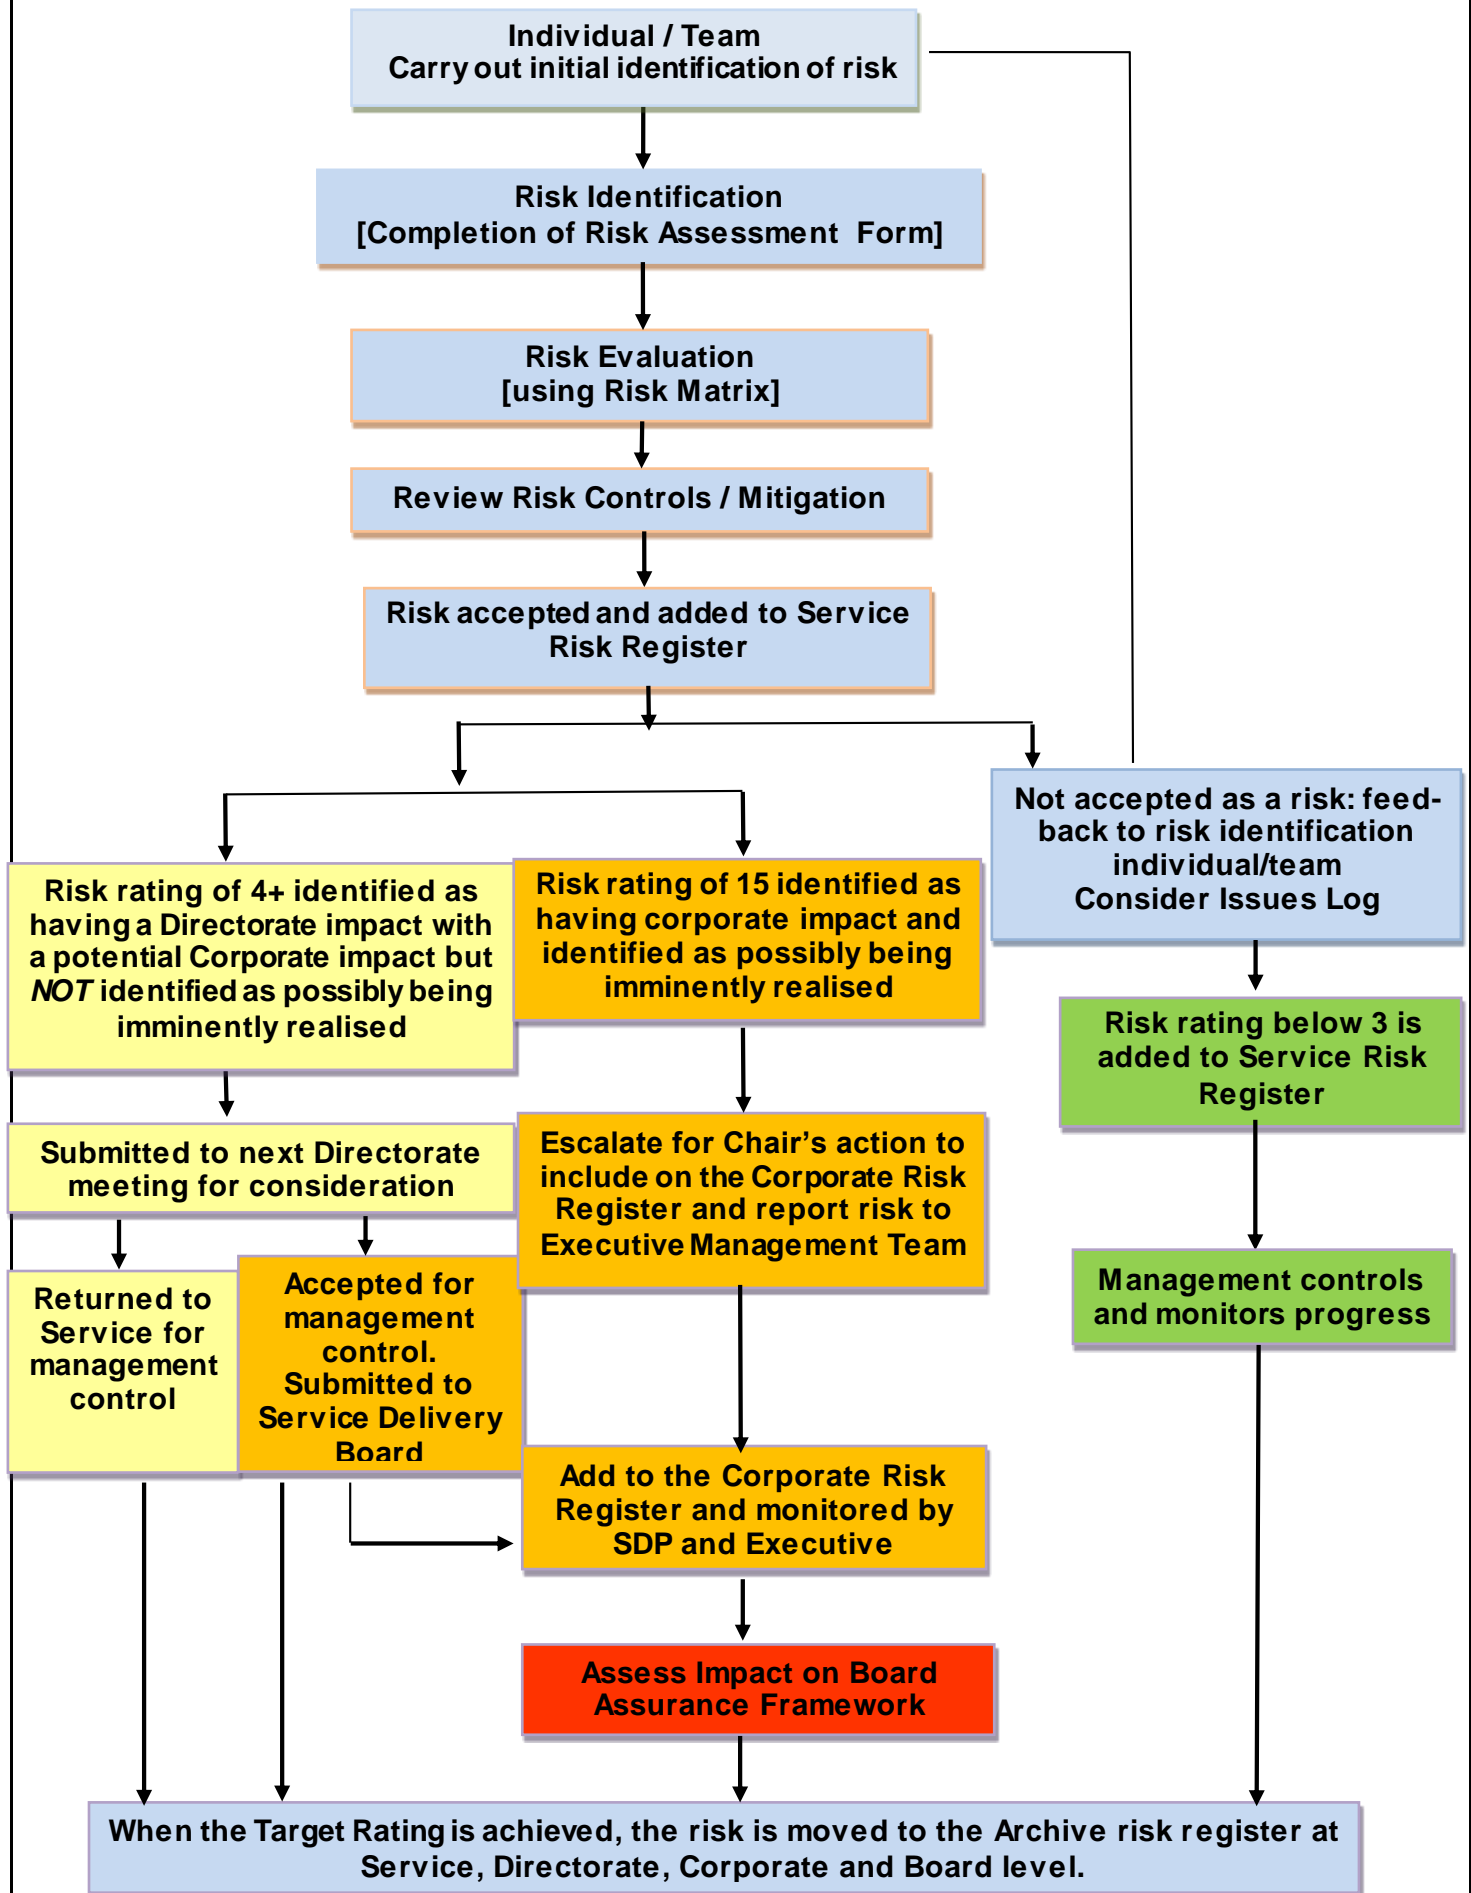 Individual / Team
Carry out initial identification of risk
Risk Identification
[Completion of Risk Assessment Form]
Risk Evaluation
[using Risk Matrix]
Review Risk Controls / Mitigation
Risk accepted and added to Service
Risk Register
Not accepted as a risk: feed-
back to risk identification
individual/team
Consider Issues Log
Risk rating of 4+ identified as
having a Directorate impact with
a potential Corporate impact but
NOT identified as possibly being
imminently realised
Risk rating of 15 identified as
having corporate impact and
identified as possibly being
imminently realised
Risk rating below 3 is
added to Service Risk
Register
Submitted to next Directorate
meeting for consideration
Escalate for Chair's action to
include on the Corporate Risk
Register and report risk to
Executive Management Team
Management controls
and monitors progress
Returned to
Service for
management
control
Accepted for
management
control.
Submitted to
Service Delivery
Board
Add to the Corporate Risk
Register and monitored by
SDP and Executive
Assess Impact on Board
Assurance Framework
When the Target Rating is achieved, the risk is moved to the Archive risk register at
Service, Directorate, Corporate and Board level.